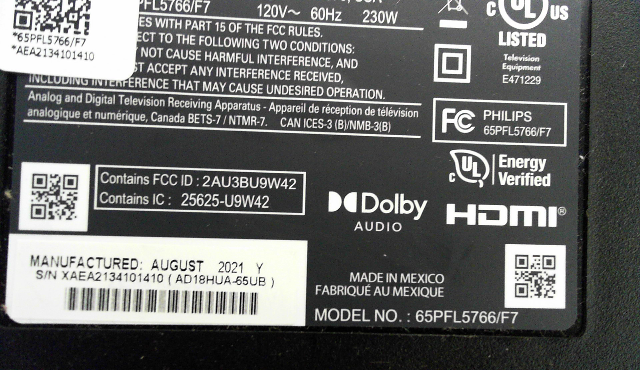 *65PFL5766/F7
*AEA2134101410
PFL5766/F7
120V~ 60Hz 230W
ES WITH PART 15 OF THE FCC RULES.
ECT TO THE FOLLOWING TWO CONDITIONS:
NOT CAUSE HARMFUL INTERFERENCE, AND
ST ACCEPT ANY INTERFERENCE RECEIVED,
INCLUDING INTERFERENCE THAT MAY CAUSE UNDESIRED OPERATION.
Analog and Digital Television Receiving Apparatus - Appareil de réception de télévision
analogique et numérique, Canada BETS-7 / NTMR-7. CAN ICES-3 (B)/NMB-3(B)
C UL US
LISTED
Television
Equipment
E471229
FC PHILIPS
65PFL5766/F7
C UL Energy
Verified
Contains FCC ID : 2AU3BU9W42
Contains IC : 25625-U9W42
Dolby
AUDIO
HDMI®
MANUFACTURED: AUGUST 2021 Y
S/N XAEA2134101410 ( AD18HUA-65UB )
MADE IN MEXICO
FABRIQUÉ AU MEXIQUE
MODEL NO. : 65PFL5766/F7